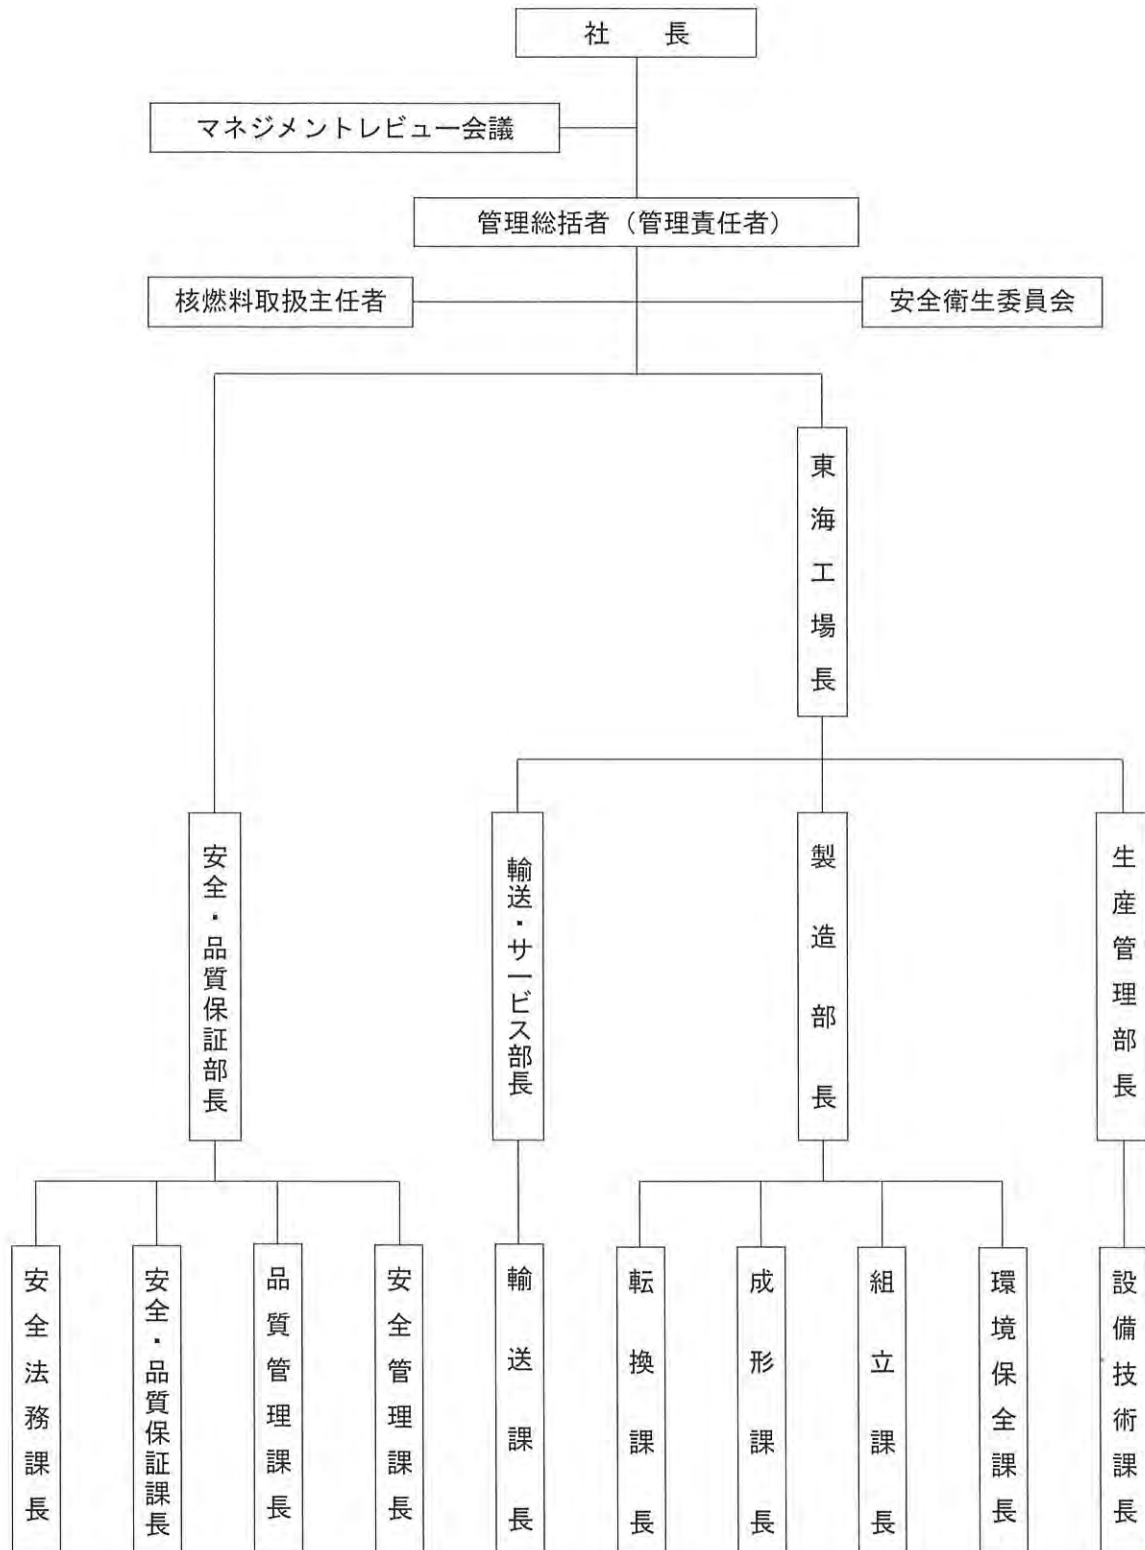 社　長
マネジメントレビュー会議
管理総括者（管理責任者）
核燃料取扱主任者
安全衛生委員会
東海工場長
安全・品質保証部長
輸送・サービス部長
製造部長
生産管理部長
安全法務課長
安全・品質保証課長
品質管理課長
安全管理課長
輸送課長
転換課長
成形課長
組立課長
環境保全課長
設備技術課長